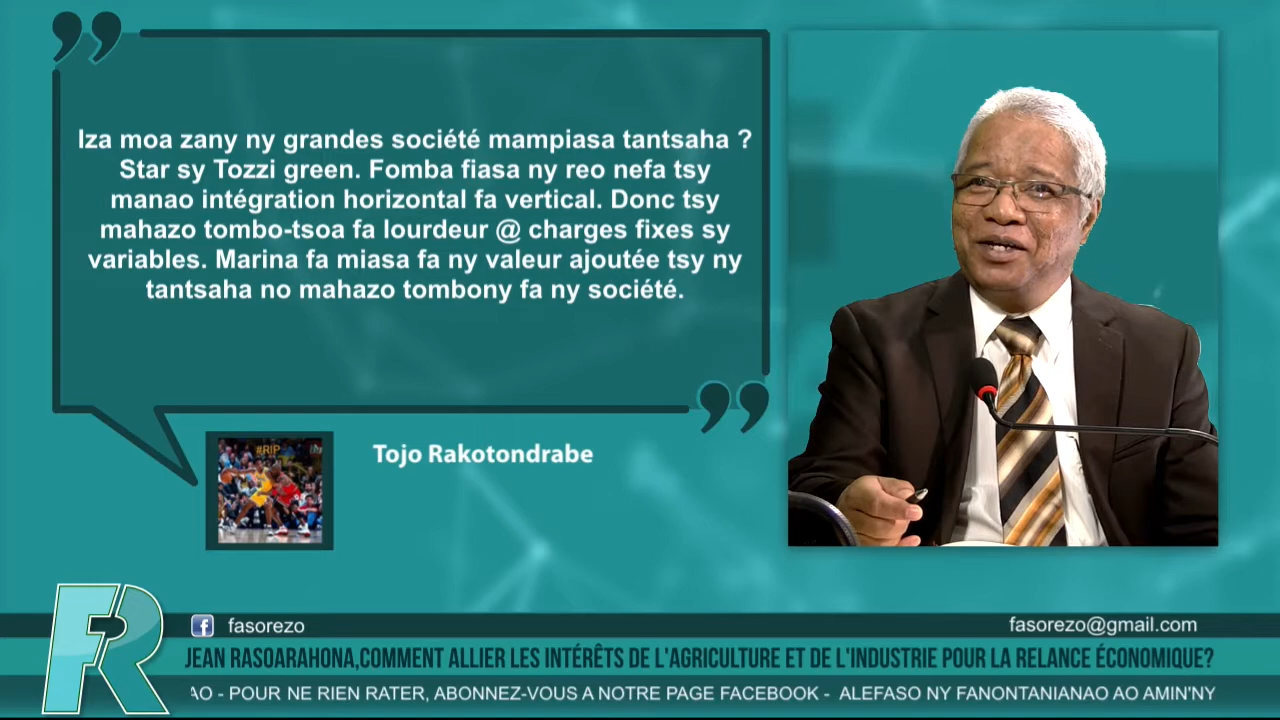 Iza moa zany ny grandes société mampiasa tantsaha ?
Star sy Tozzi green. Fomba fiasa ny reo nefa tsy
manao intégration horizontal fa vertical. Donc tsy
mahazo tombo-tsoa fa lourdeur @ charges fixes sy
variables. Marina fa miasa fa ny valeur ajoutée tsy ny
tantsaha no mahazo tombony fa ny société.
#RIP
Tojo Rakotondrabe
FR
fasorezo
fasorezo@gmail.com
JEAN RASOARAHONA,COMMENT ALLIER LES INTÉRÊTS DE L'AGRICULTURE ET DE L'INDUSTRIE POUR LA RELANCE ÉCONOMIQUE?
AO - POUR NE RIEN RATER, ABONNEZ-VOUS A NOTRE PAGE FACEBOOK - ALEFASO NY FANONTANIANAO AO AMIN'NY